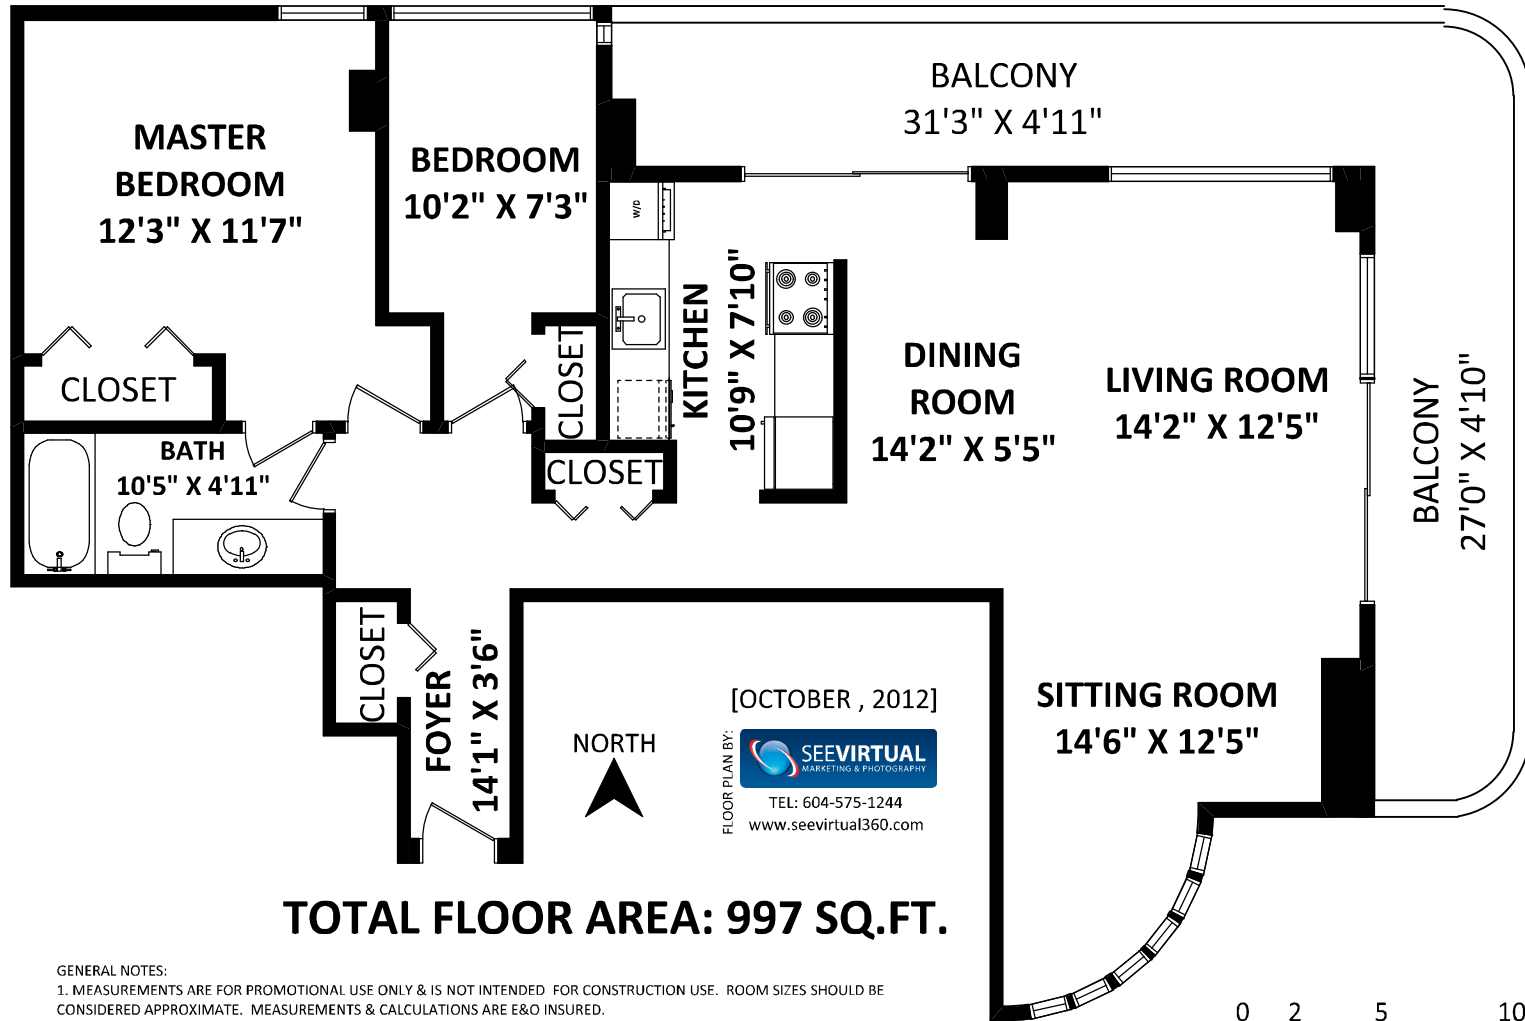 BALCONY
31'3" X 4'11"
MASTER
BEDROOM
12'3" X 11'7"
BEDROOM
10'2" X 7'3"
W/D
KITCHEN
10'9" X 7'10"
DINING
ROOM
14'2" X 5'5"
LIVING ROOM
14'2" X 12'5"
BALCONY
27'0" X 4'10"
CLOSET
CLOSET
BATH
10'5" X 4'11"
CLOSET
CLOSET
FOYER
14'1" X 3'6"
SITTING ROOM
14'6" X 12'5"
[OCTOBER , 2012]
NORTH
FLOOR PLAN BY:
SEEVIRTUAL
MARKETING & PHOTOGRAPHY
TEL: 604-575-1244
www.seevirtual360.com
TOTAL FLOOR AREA: 997 SQ.FT.
GENERAL NOTES:
1. MEASUREMENTS ARE FOR PROMOTIONAL USE ONLY & IS NOT INTENDED FOR CONSTRUCTION USE. ROOM SIZES SHOULD BE
CONSIDERED APPROXIMATE. MEASUREMENTS & CALCULATIONS ARE E&O INSURED.
0 2 5 10